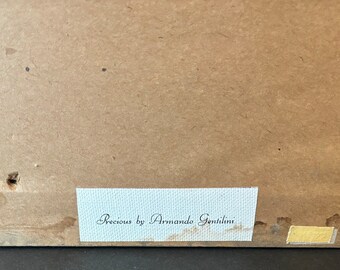 Precious by Armando Gentilini